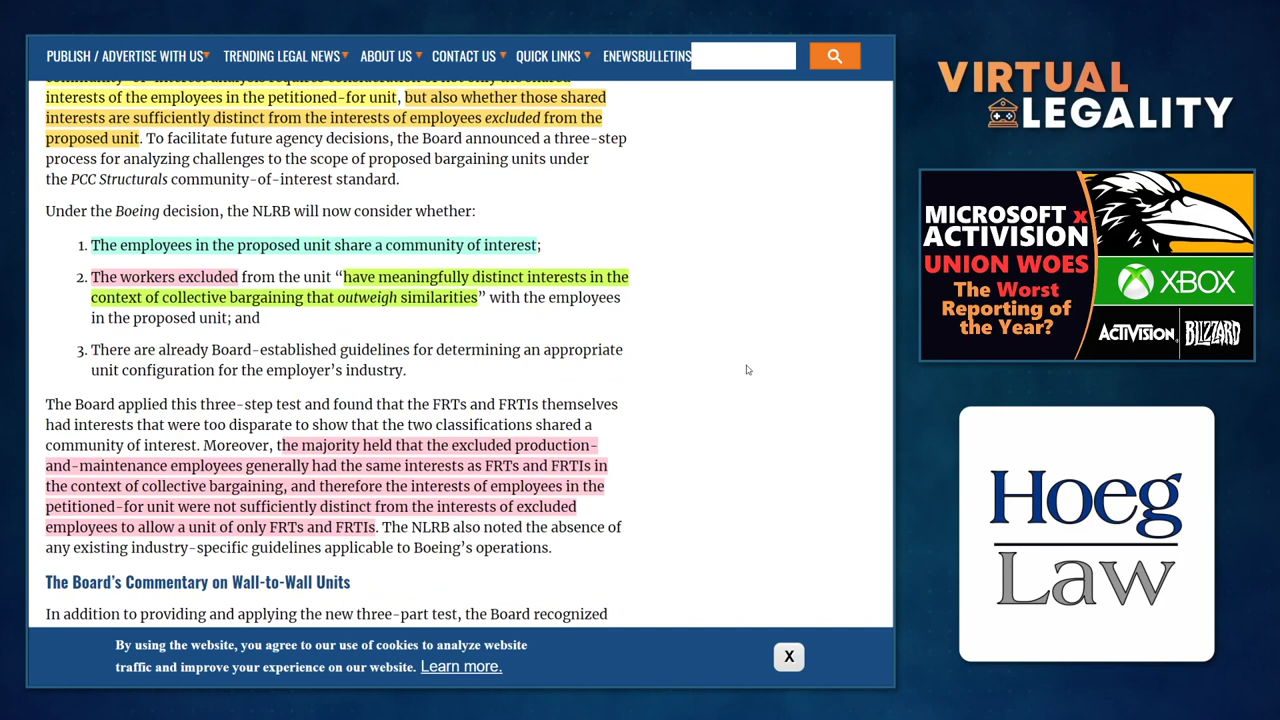 PUBLISH / ADVERTISE WITH US
TRENDING LEGAL NEWS
ABOUT US
CONTACT US
QUICK LINKS
ENEWSBULLETINS
interests of the employees in the petitioned-for unit, but also whether those shared
interests are sufficiently distinct from the interests of employees excluded from the
proposed unit. To facilitate future agency decisions, the Board announced a three-step
process for analyzing challenges to the scope of proposed bargaining units under
the PCC Structurals community-of-interest standard.
Under the Boeing decision, the NLRB will now consider whether:
1. The employees in the proposed unit share a community of interest;
2. The workers excluded from the unit “have meaningfully distinct interests in the
context of collective bargaining that outweigh similarities” with the employees
in the proposed unit; and
3. There are already Board-established guidelines for determining an appropriate
unit configuration for the employer’s industry.
The Board applied this three-step test and found that the FRTs and FRTIs themselves
had interests that were too disparate to show that the two classifications shared a
community of interest. Moreover, the majority held that the excluded production-
and-maintenance employees generally had the same interests as FRTs and FRTIs in
the context of collective bargaining, and therefore the interests of employees in the
petitioned-for unit were not sufficiently distinct from the interests of excluded
employees to allow a unit of only FRTs and FRTIs. The NLRB also noted the absence of
any existing industry-specific guidelines applicable to Boeing’s operations.
The Board’s Commentary on Wall-to-Wall Units
In addition to providing and applying the new three-part test, the Board recognized
By using the website, you agree to our use of cookies to analyze website
traffic and improve your experience on our website. Learn more.
X
VIRTUAL
LEGALITY
MICROSOFT x
ACTIVISION
UNION WOES
The Worst
Reporting of
the Year?
XBOX
ACTIVISION
BLIZZARD
Hoeg
Law